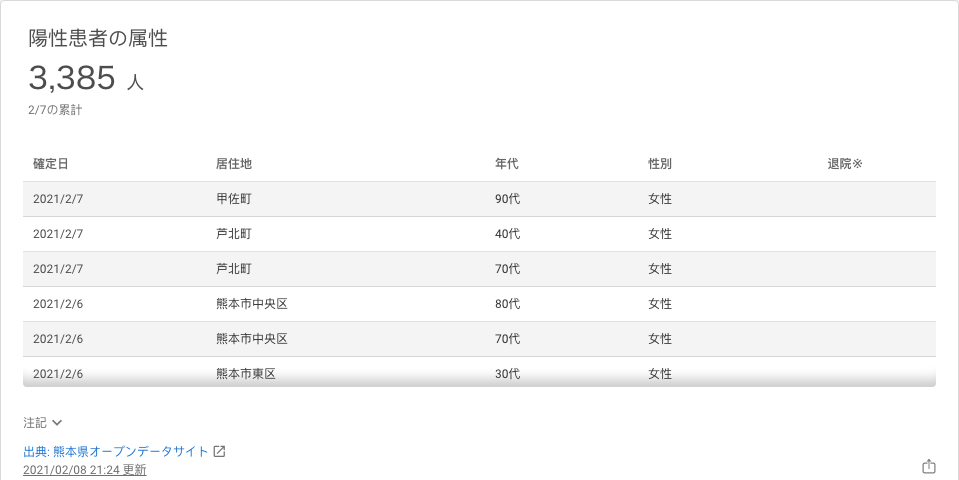 陽性患者の属性
3,385 人
2/7の累計
確定日 居住地 年代 性別 退院※
2021/2/7 甲佐町 90代 女性
2021/2/7 芦北町 40代 女性
2021/2/7 芦北町 70代 女性
2021/2/6 熊本市中央区 80代 女性
2021/2/6 熊本市中央区 70代 女性
2021/2/6 熊本市東区 30代 女性
注記
出典: 熊本県オープンデータサイト
2021/02/08 21:24 更新